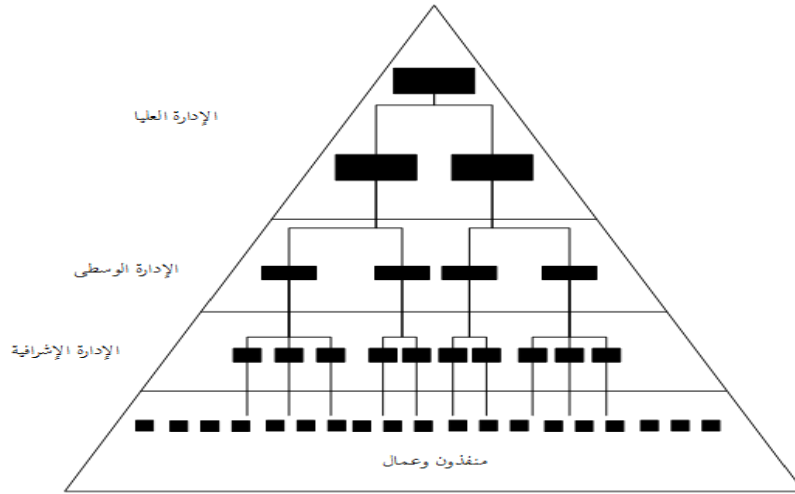 الإدارة العليا
الإدارة الوسطى
الإدارة الإشرافية
منفذون وعمال